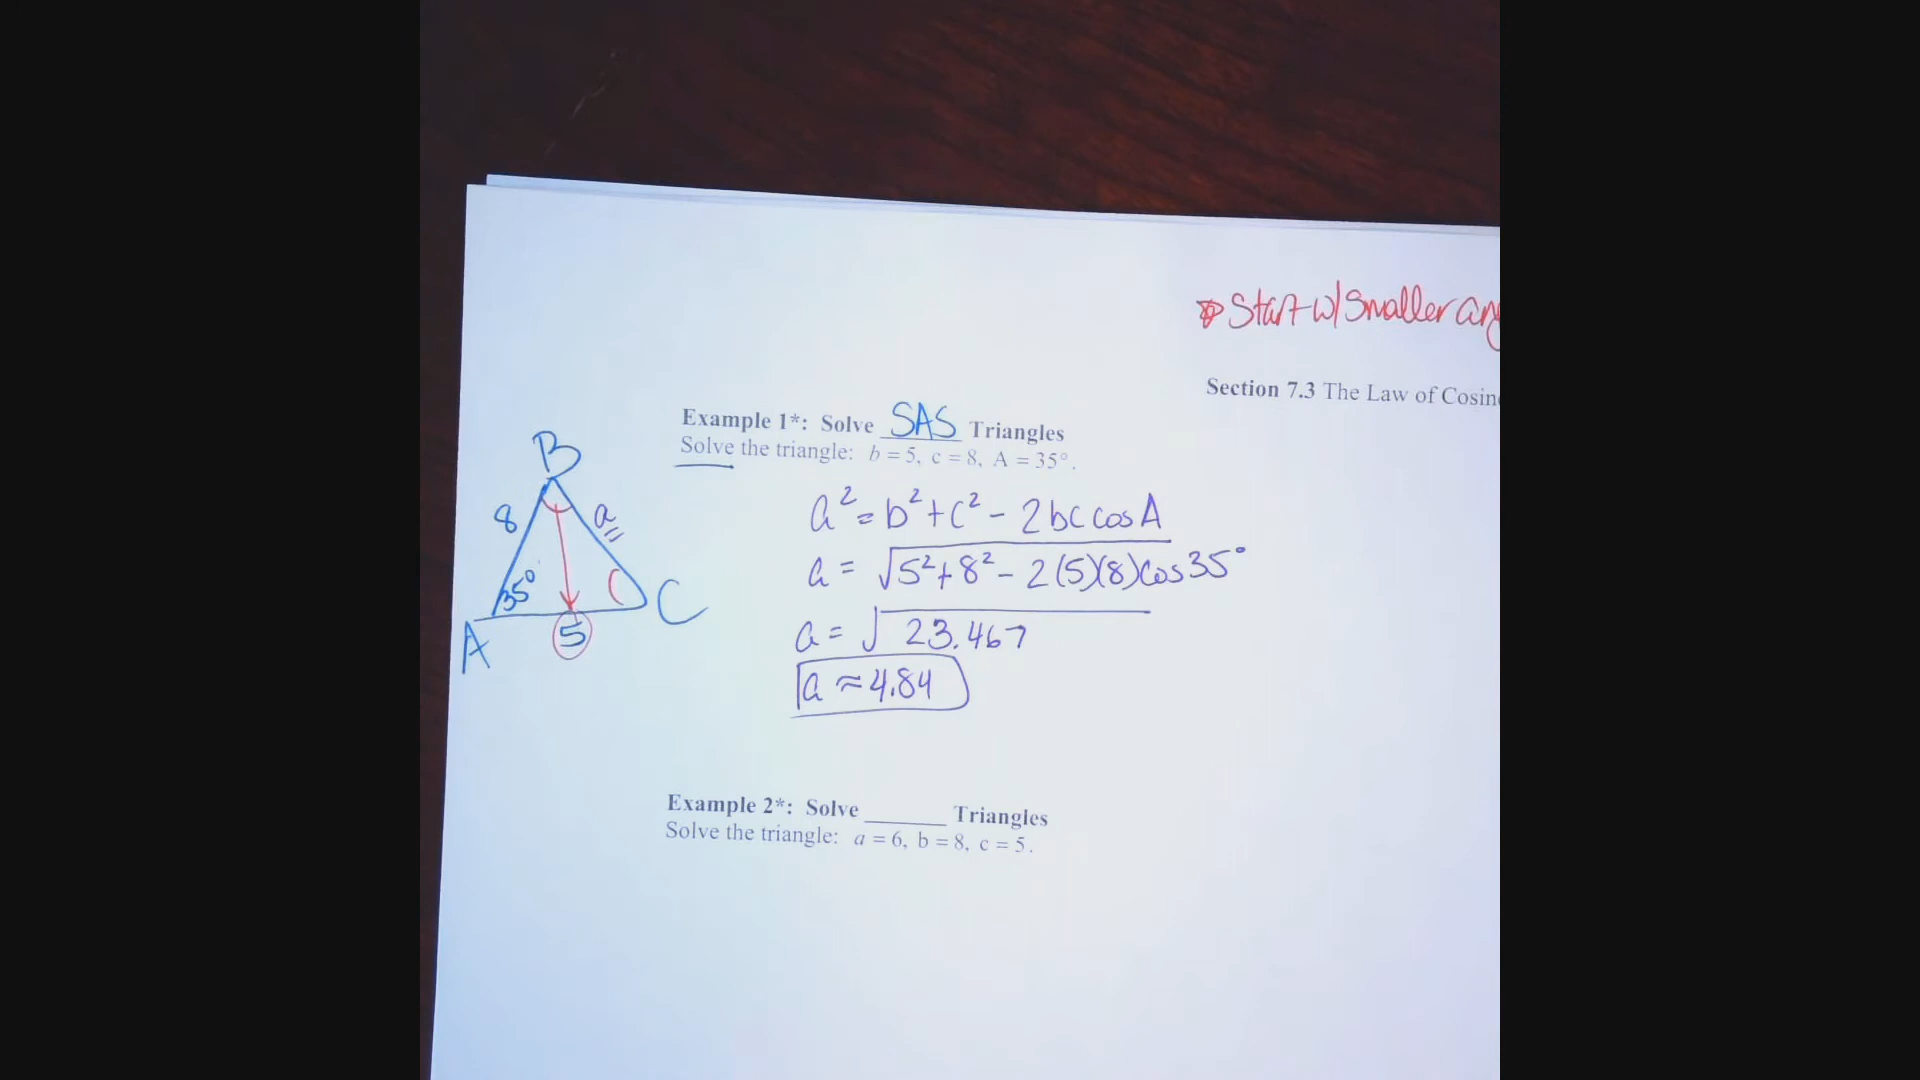 Start w/ Smaller
Section 7.3 The Law of
Example 1*: Solve SAS Triangles
Solve the triangle: b = 5, c = 8, A = 35°.
B
8
a
35°
C
A
5
a² = b² + c² - 2bc cos A
a = √5² + 8² - 2(5)(8)cos 35°
a = √23.467
a ≈ 4.84
Example 2*: Solve ______ Triangles
Solve the triangle: a = 6, b = 8, c = 5.